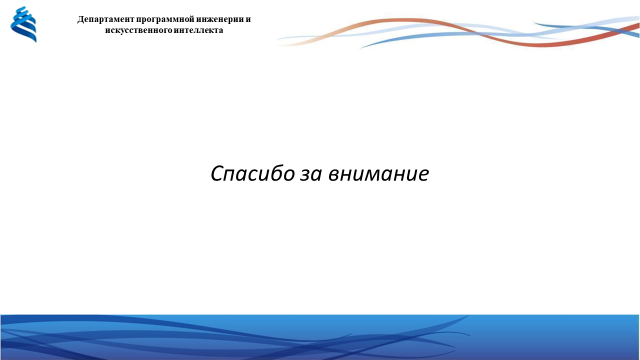 Департамент программной инженерии и
искусственного интеллекта
Спасибо за внимание